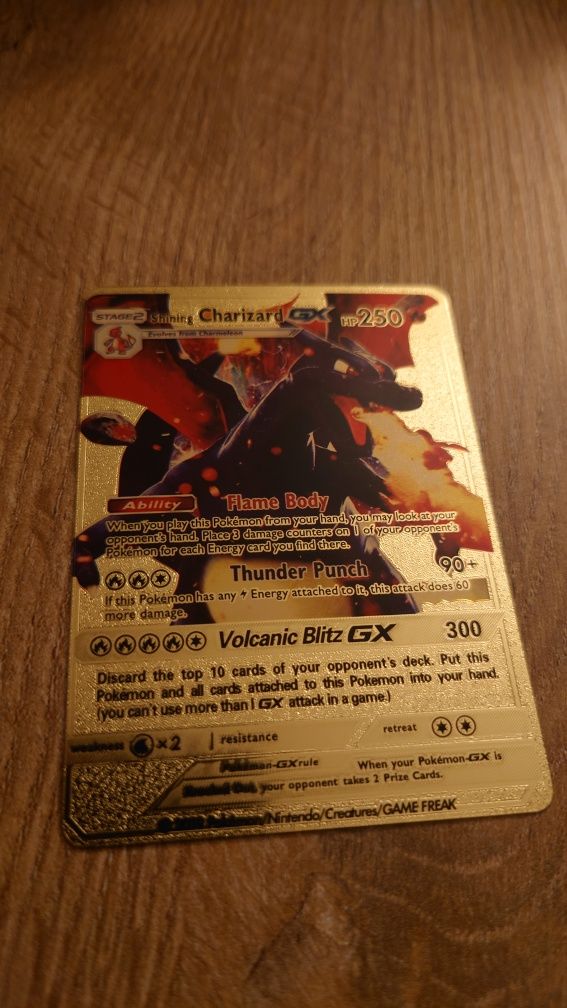 STAGE2 Shining Charizard GX HP250
Evolves from Charmeleon
Ability Flame Body
When you play this Pokémon from your hand, you may look at your
opponent's hand. Place 3 damage counters on 1 of your opponent's
Pokémon for each Energy card you find there.
Thunder Punch 90+
If this Pokémon has any Energy attached to it, this attack does 60
more damage.
Volcanic Blitz GX 300
Discard the top 10 cards of your opponent's deck. Put this
Pokemon and all cards attached to this Pokemon into your hand.
(you can't use more than 1 GX attack in a game.)
weakness ×2 resistance retreat
Pokémon-GX rule When your Pokémon-GX is
Knocked Out, your opponent takes 2 Prize Cards.
Pokémon/Nintendo/Creatures/GAME FREAK